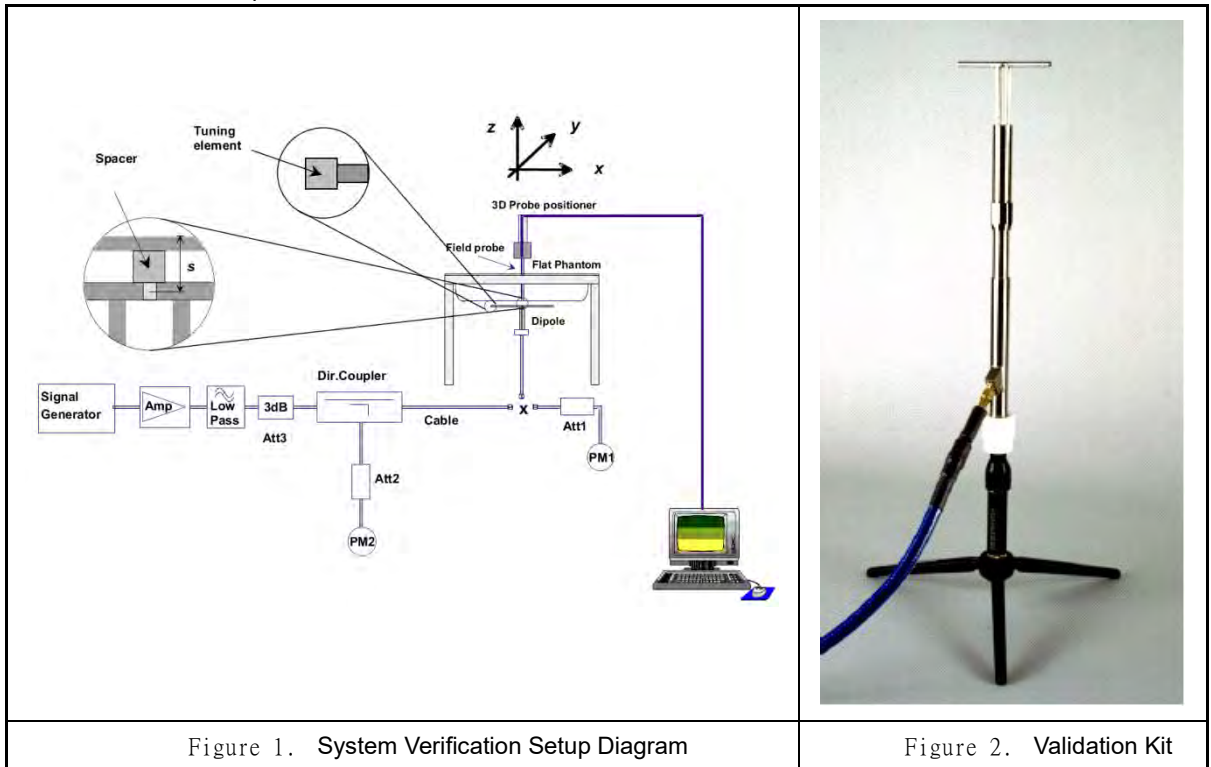 z
y
x
Tuning
element
Spacer
s
3D Probe positioner
Field probe
Flat Phantom
Dipole
Dir.Coupler
Signal
Generator
Amp
Low
Pass
3dB
Att3
Cable
x
Att1
PM1
Att2
PM2
Figure 1. System Verification Setup Diagram
Figure 2. Validation Kit